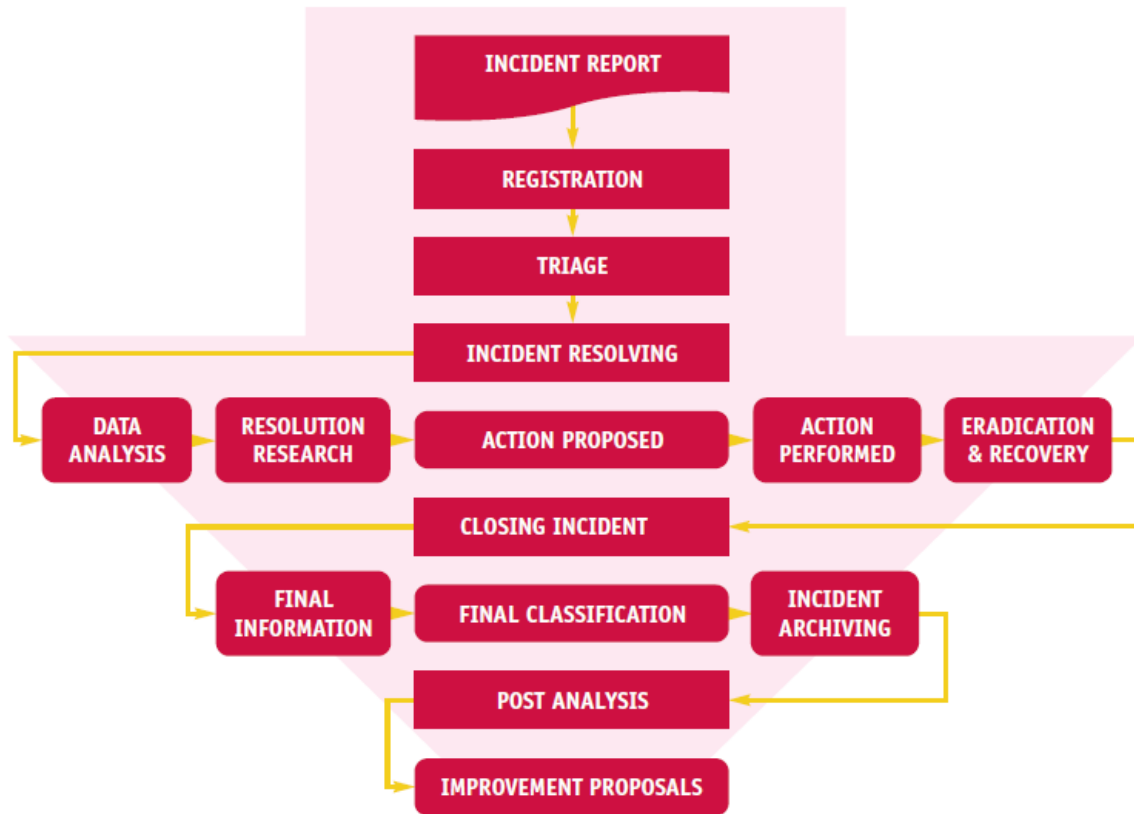 INCIDENT REPORT
REGISTRATION
TRIAGE
INCIDENT RESOLVING
DATA
ANALYSIS
RESOLUTION
RESEARCH
ACTION PROPOSED
ACTION
PERFORMED
ERADICATION
& RECOVERY
CLOSING INCIDENT
FINAL
INFORMATION
FINAL CLASSIFICATION
INCIDENT
ARCHIVING
POST ANALYSIS
IMPROVEMENT PROPOSALS